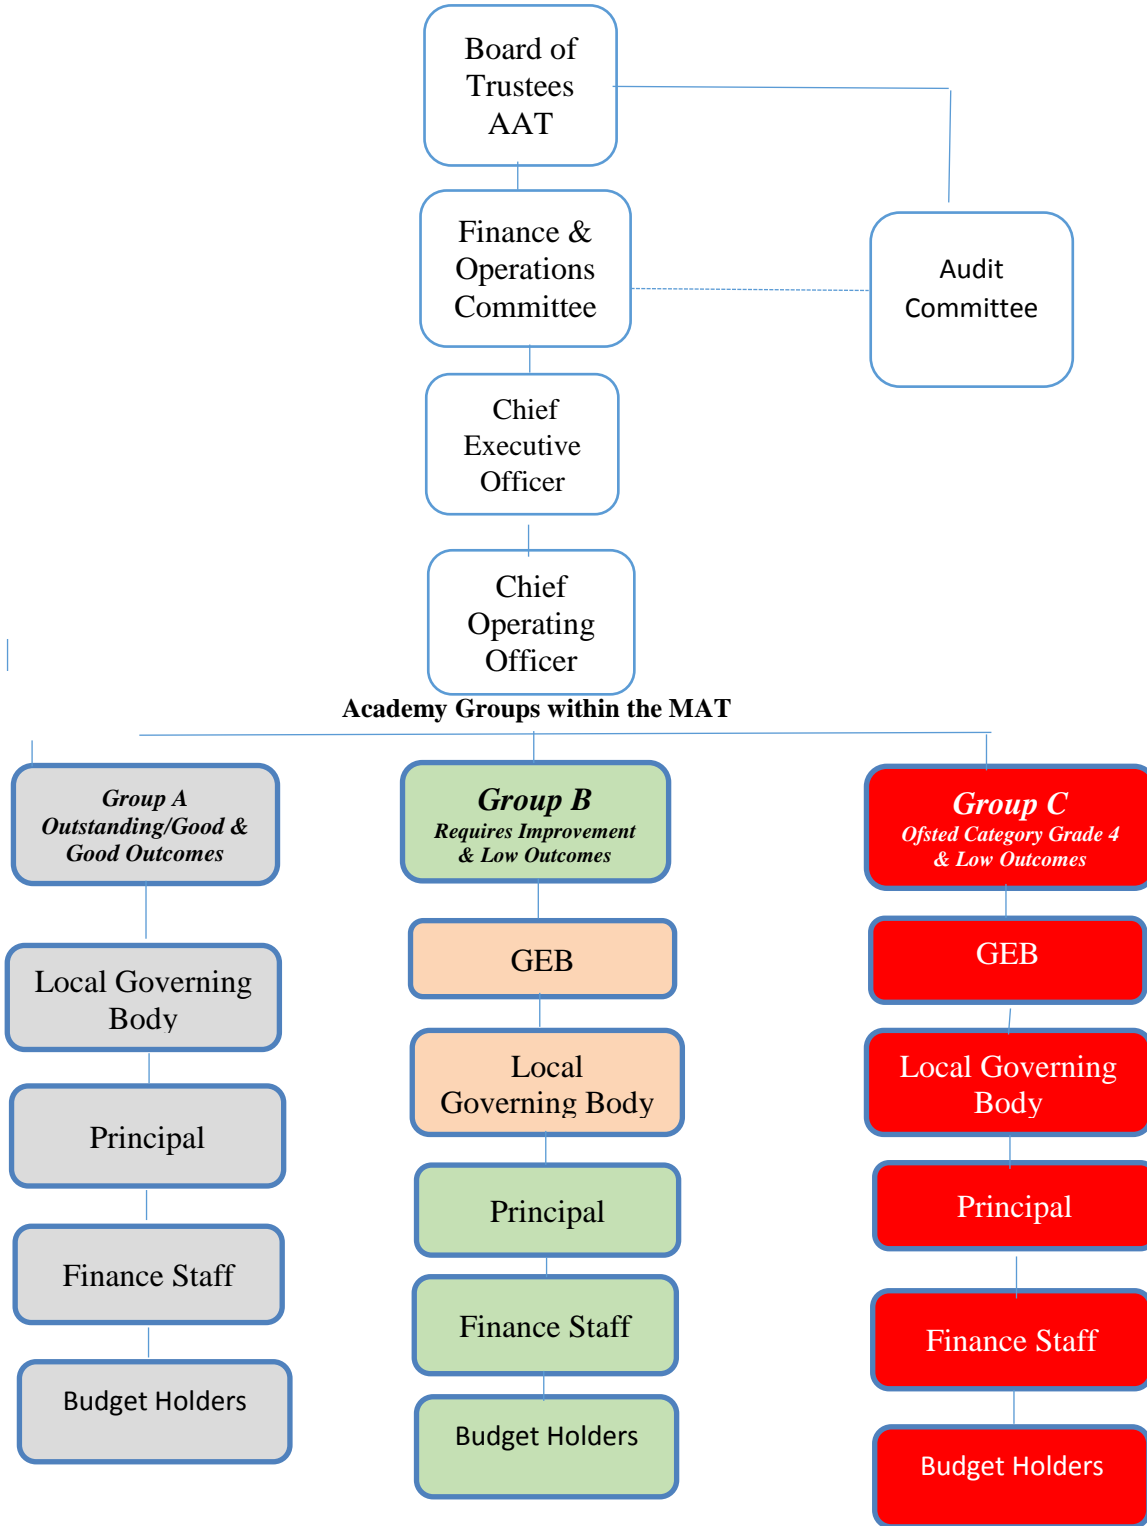 Board of
Trustees
AAT
Finance &
Operations
Committee
Audit
Committee
Chief
Executive
Officer
Chief
Operating
Officer
Academy Groups within the MAT
Group A
Outstanding/Good &
Good Outcomes
Group B
Requires Improvement
& Low Outcomes
Group C
Ofsted Category Grade 4
& Low Outcomes
Local Governing
Body
Principal
Finance Staff
Budget Holders
GEB
Local
Governing Body
Principal
Finance Staff
Budget Holders
GEB
Local Governing
Body
Principal
Finance Staff
Budget Holders